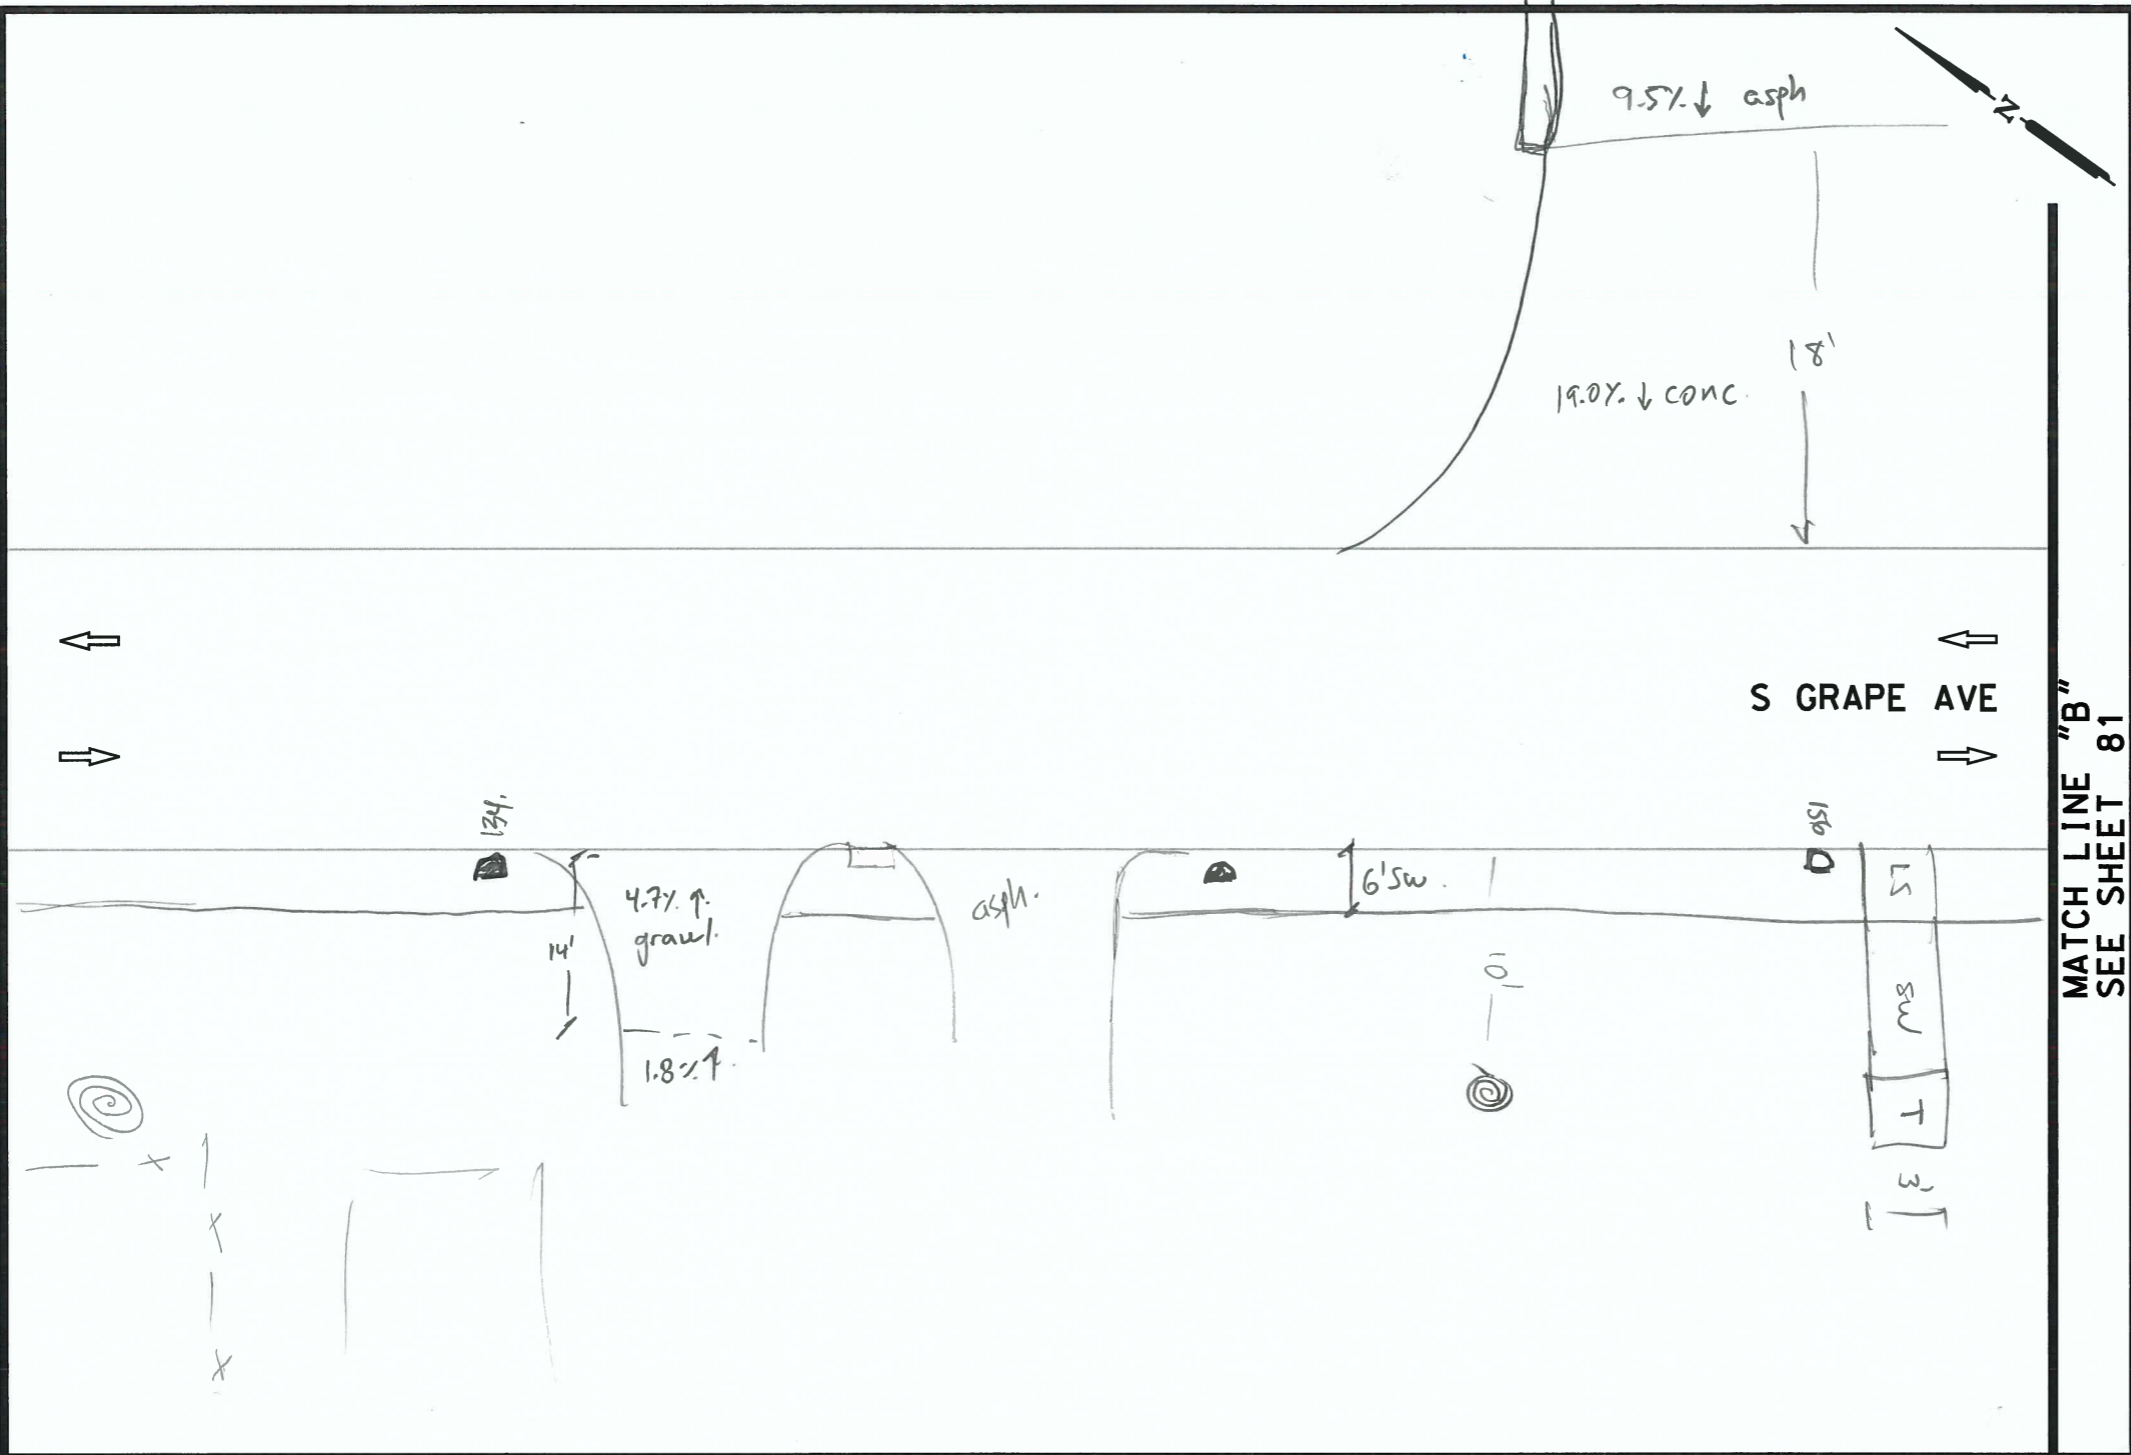 9.5% ↓ asph
N
18'
19.0% ↓ conc.
S GRAPE AVE
MATCH LINE "B"
SEE SHEET 81
134.
156
4.7% ↑.
gravel.
14'
1.8% ↑.
asph.
6' SW.
10'
LS
SW
T
3'